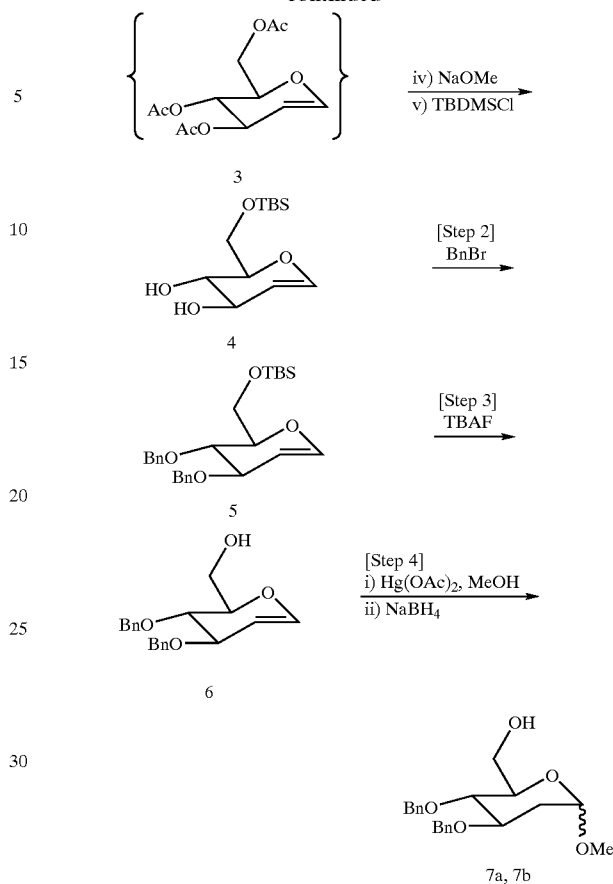 5
OAc
O
AcO
AcO
iv) NaOMe
v) TBDMSCl
3
10
OTBS
O
HO
HO
[Step 2]
BnBr
4
15
OTBS
O
BnO
BnO
[Step 3]
TBAF
5
20
OH
O
BnO
BnO
[Step 4]
i) Hg(OAc)2, MeOH
ii) NaBH4
25
6
30
OH
O
BnO
BnO
OMe
7a, 7b